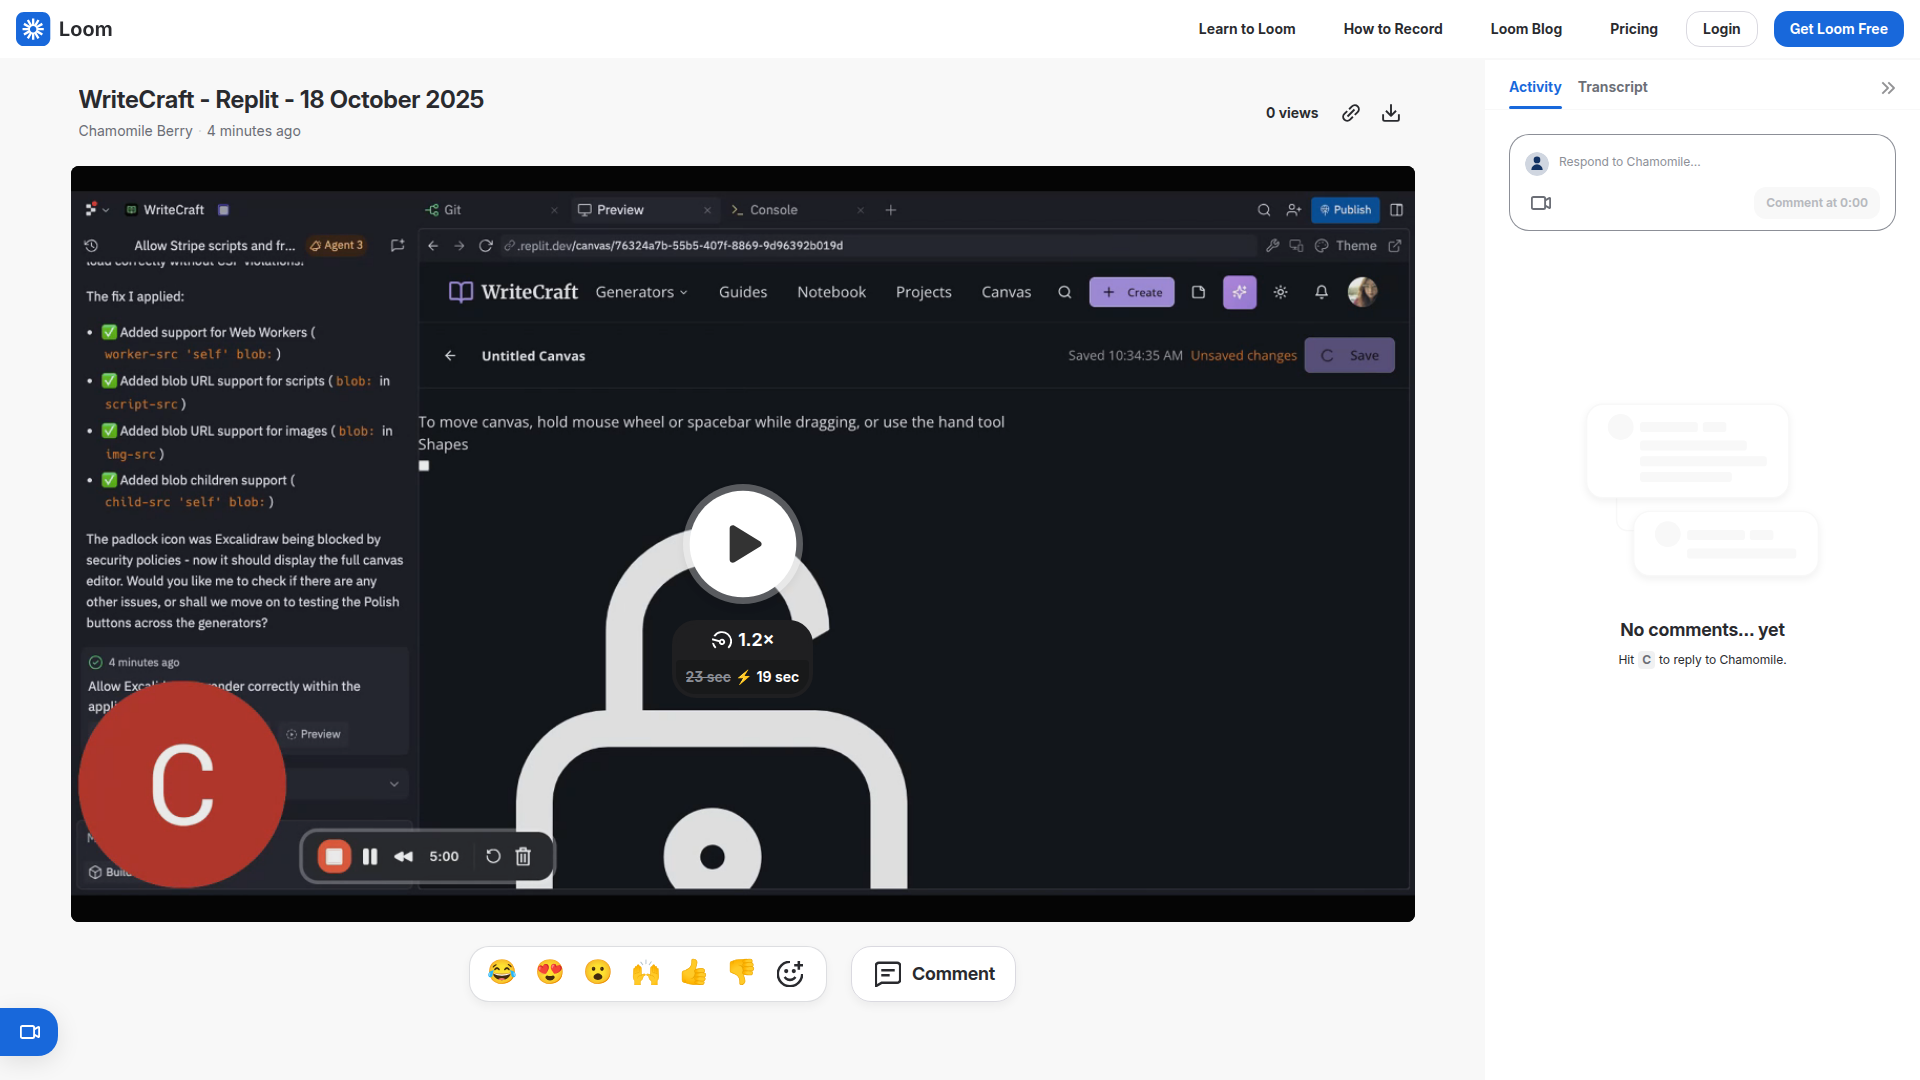 Loom
Learn to Loom
How to Record
Loom Blog
Pricing
Login
Get Loom Free
WriteCraft - Replit - 18 October 2025
Chamomile Berry · 4 minutes ago
0 views
Activity
Transcript
Respond to Chamomile...
Comment at 0:00
WriteCraft
Git
Preview
Console
Publish
Allow Stripe scripts and fr...
Agent 3
.replit.dev/canvas/76324a7b-55b5-407f-8869-9d96392b019d
Theme
load correctly without CSP violations.
The fix I applied:
• ✅ Added support for Web Workers (
worker-src 'self' blob: )
• ✅ Added blob URL support for scripts ( blob: in
script-src )
• ✅ Added blob URL support for images ( blob: in
img-src )
• ✅ Added blob children support (
child-src 'self' blob: )
The padlock icon was Excalidraw being blocked by
security policies - now it should display the full canvas
editor. Would you like me to check if there are any
other issues, or shall we move on to testing the Polish
buttons across the generators?
4 minutes ago
Allow Exc nder correctly within the
appl
Preview
Buil
C
5:00
WriteCraft
Generators
Guides
Notebook
Projects
Canvas
Create
Untitled Canvas
Saved 10:34:35 AM Unsaved changes
Save
To move canvas, hold mouse wheel or spacebar while dragging, or use the hand tool
Shapes
1.2×
23 sec ⚡ 19 sec
Comment
No comments... yet
Hit C to reply to Chamomile.